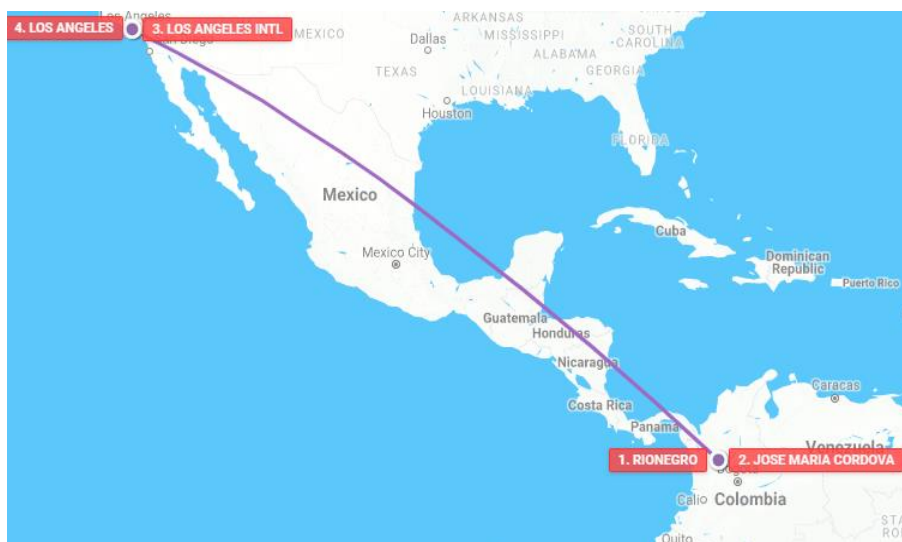 Los Angeles
4. LOS ANGELES
3. LOS ANGELES INTL
San Diego
MEXICO
Dallas
TEXAS
ARKANSAS
MISSISSIPPI
ALABAMA
SOUTH
CAROLINA
GEORGIA
LOUISIANA
Houston
FLORIDA
Mexico
Mexico City
Cuba
Dominican
Republic
Puerto Rico
Guatemala
Honduras
Nicaragua
Costa Rica
Panama
Caracas
Venezuela
1. RIONEGRO
2. JOSE MARIA CORDOVA
Bogota
Cali
Colombia
Quito